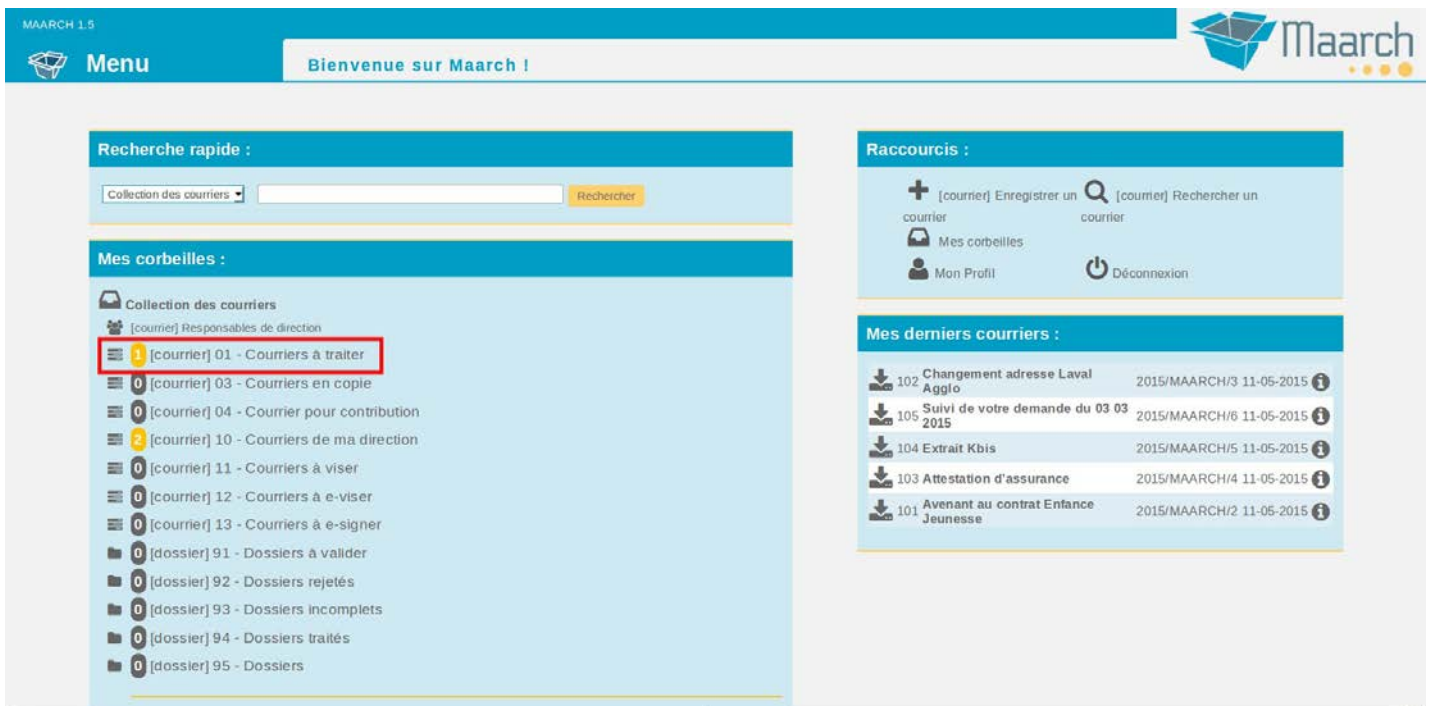 MAARCH 1.5
Menu
Bienvenue sur Maarch !
Maarch
Recherche rapide :
Collection des courriers
Rechercher
Mes corbeilles :
Collection des courriers
[courrier] Responsables de direction
1 [courrier] 01 - Courriers à traiter
0 [courrier] 03 - Courriers en copie
0 [courrier] 04 - Courrier pour contribution
2 [courrier] 10 - Courriers de ma direction
0 [courrier] 11 - Courriers à viser
0 [courrier] 12 - Courriers à e-viser
0 [courrier] 13 - Courriers à e-signer
0 [dossier] 91 - Dossiers à valider
0 [dossier] 92 - Dossiers rejetés
0 [dossier] 93 - Dossiers incomplets
0 [dossier] 94 - Dossiers traités
0 [dossier] 95 - Dossiers
Raccourcis :
[courrier] Enregistrer un
courrier
[courrier] Rechercher un
courrier
Mes corbeilles
Mon Profil
Déconnexion
Mes derniers courriers :
102 Changement adresse Laval
Agglo
2015/MAARCH/3 11-05-2015
105 Suivi de votre demande du 03 03
2015
2015/MAARCH/6 11-05-2015
104 Extrait Kbis 2015/MAARCH/5 11-05-2015
103 Attestation d'assurance 2015/MAARCH/4 11-05-2015
101 Avenant au contrat Enfance
Jeunesse
2015/MAARCH/2 11-05-2015